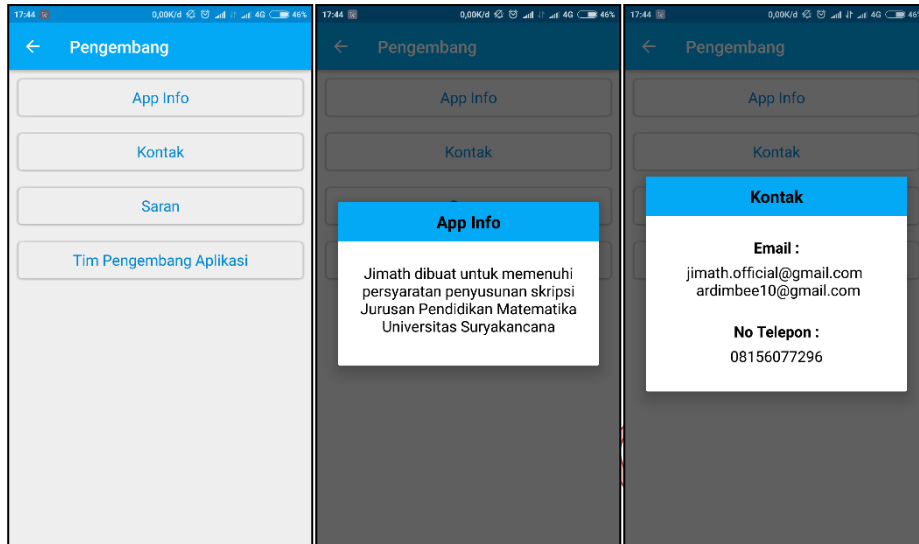 17:44 0,00K/d 4G 46%
Pengembang
App Info
Kontak
Saran
Tim Pengembang Aplikasi
17:44 0,00K/d 4G 46%
Pengembang
App Info
Kontak
App Info
Jimath dibuat untuk memenuhi
persyaratan penyusunan skripsi
Jurusan Pendidikan Matematika
Universitas Suryakancana
17:44 0,00K/d 4G 46%
Pengembang
App Info
Kontak
Kontak
Email :
jimath.official@gmail.com
ardimbee10@gmail.com
No Telepon :
08156077296